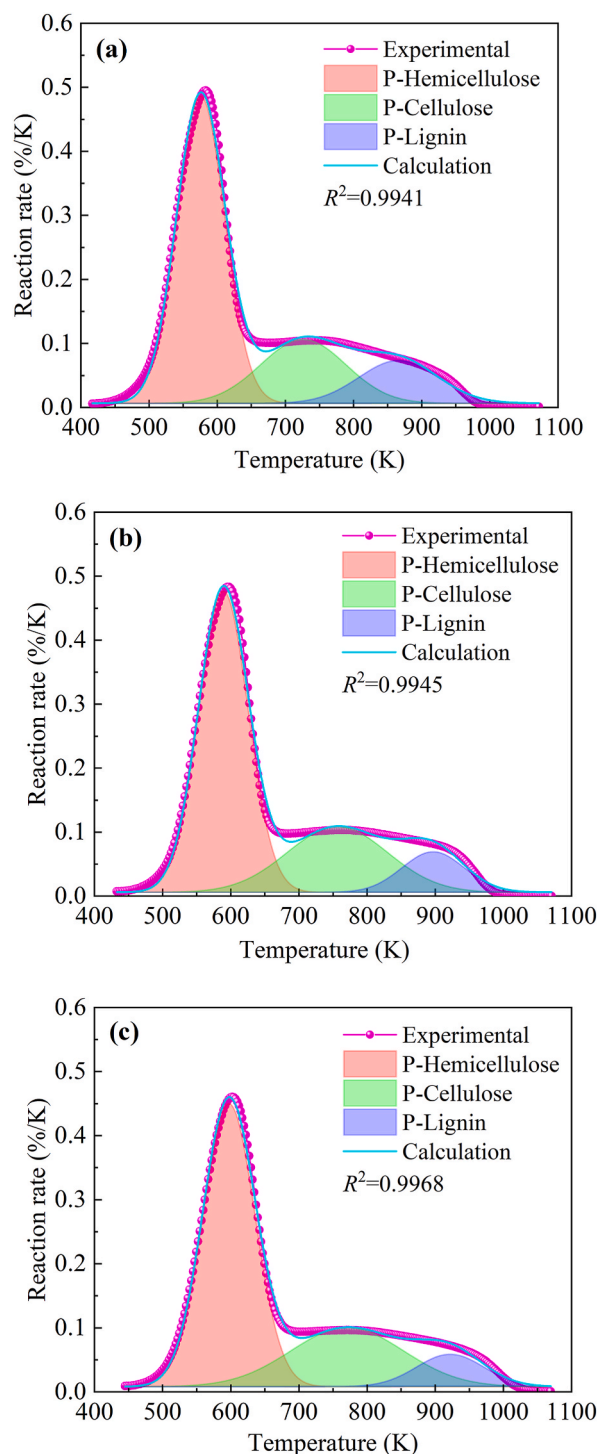 (a)
Experimental
P-Hemicellulose
P-Cellulose
P-Lignin
Calculation
R²=0.9941
Reaction rate (%/K)
0.6
0.5
0.4
0.3
0.2
0.1
0.0
400 500 600 700 800 900 1000 1100
Temperature (K)
(b)
Experimental
P-Hemicellulose
P-Cellulose
P-Lignin
Calculation
R²=0.9945
Reaction rate (%/K)
0.6
0.5
0.4
0.3
0.2
0.1
0.0
400 500 600 700 800 900 1000 1100
Temperature (K)
(c)
Experimental
P-Hemicellulose
P-Cellulose
P-Lignin
Calculation
R²=0.9968
Reaction rate (%/K)
0.6
0.5
0.4
0.3
0.2
0.1
0.0
400 500 600 700 800 900 1000 1100
Temperature (K)